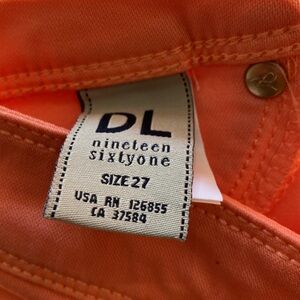 DL
nineteen
sixtyone
SIZE 27
USA RN 126855
CA 37584